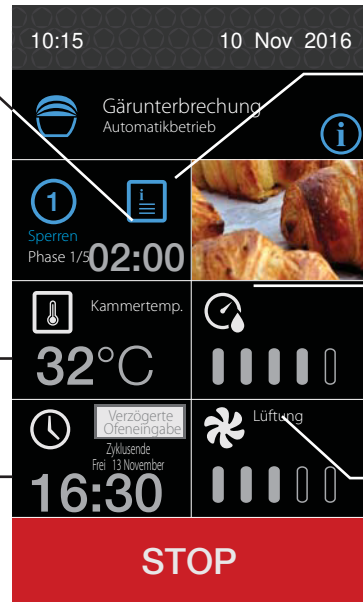 10:15 10 Nov 2016
Gärunterbrechung
Automatikbetrieb
i
1
i
Sperren
Phase 1/5
02:00
Kammertemp.
32°C
Verzögerte
Ofeneingabe
Zyklusende
Frei 13 November
16:30
Lüftung
STOP